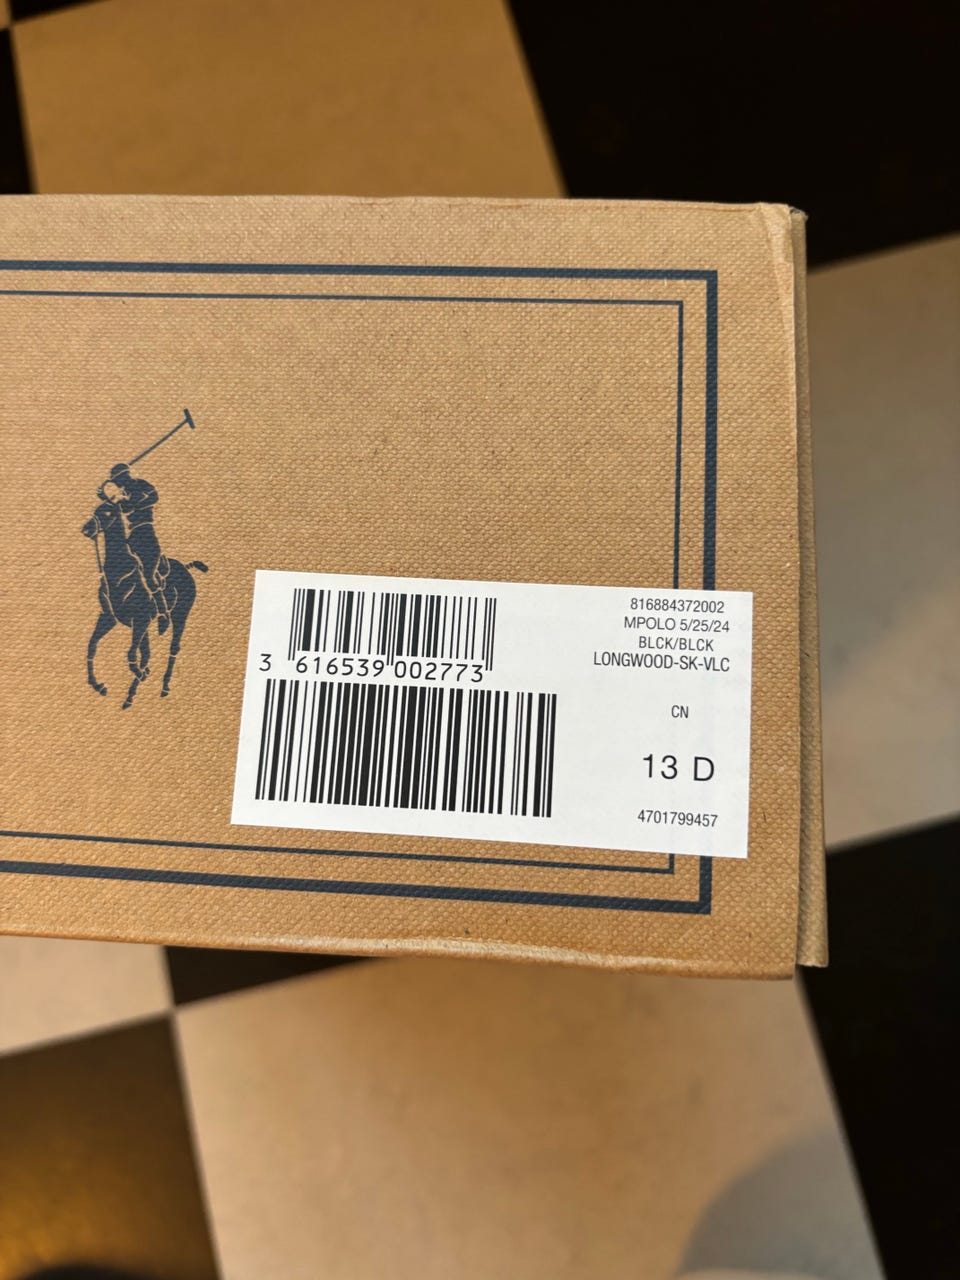 816884372002
MPOLO 5/25/24
BLCK/BLCK
LONGWOOD-SK-VLC
3 616539 002773
CN
13 D
4701799457